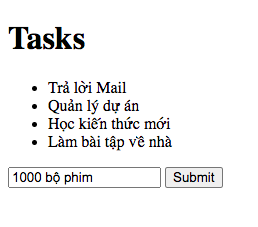 Tasks
Trả lời Mail
Quản lý dự án
Học kiến thức mới
Làm bài tập về nhà
1000 bộ phim Submit